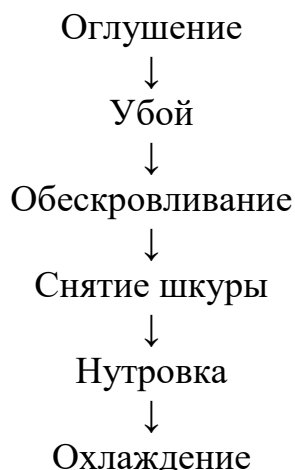 Оглушение
↓
Убой
↓
Обескровливание
↓
Снятие шкуры
↓
Нутровка
↓
Охлаждение